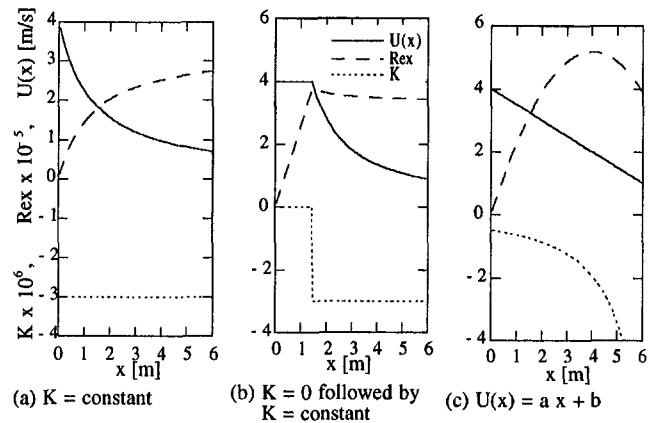 K x 10⁶, Rex x 10⁻⁵, U(x) [m/s]
4
3
2
1
0
- 1
- 2
- 3
- 4
0 1 2 3 4 5 6
x [m]
(a) K = constant
6
4
2
0
- 2
- 4
U(x)
Rex
K
0 1 2 3 4 5 6
x [m]
(b) K = 0 followed by
K = constant
6
4
2
0
- 2
- 4
0 1 2 3 4 5 6
x [m]
(c) U(x) = a x + b